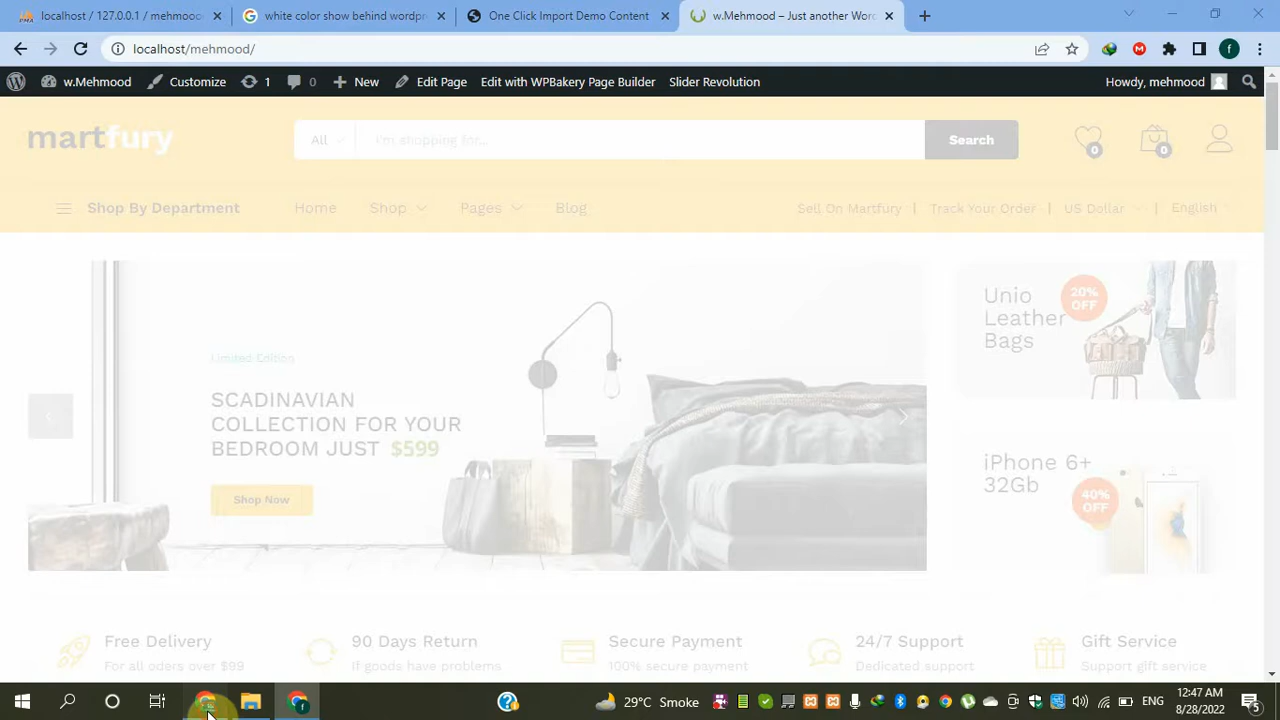 localhost / 127.0.0.1 / mehmooo
white color show behind wordpr
One Click Import Demo Content
w.Mehmood – Just another Wor
localhost/mehmood/
w.Mehmood
Customize
1
0
New
Edit Page
Edit with WPBakery Page Builder
Slider Revolution
Howdy, mehmood
martfury
All
I'm shopping for...
Search
0
0
Shop By Department
Home
Shop
Pages
Blog
Sell On Martfury
Track Your Order
US Dollar
English
Limited Edition
SCADINAVIAN
COLLECTION FOR YOUR
BEDROOM JUST $599
Shop Now
Unio
Leather
Bags
20%
OFF
iPhone 6+
32Gb
40%
OFF
Free Delivery
For all oders over $99
90 Days Return
If goods have problems
Secure Payment
100% secure payment
24/7 Support
Dedicated support
Gift Service
Support gift service
29°C Smoke
ENG
12:47 AM
8/28/2022
5